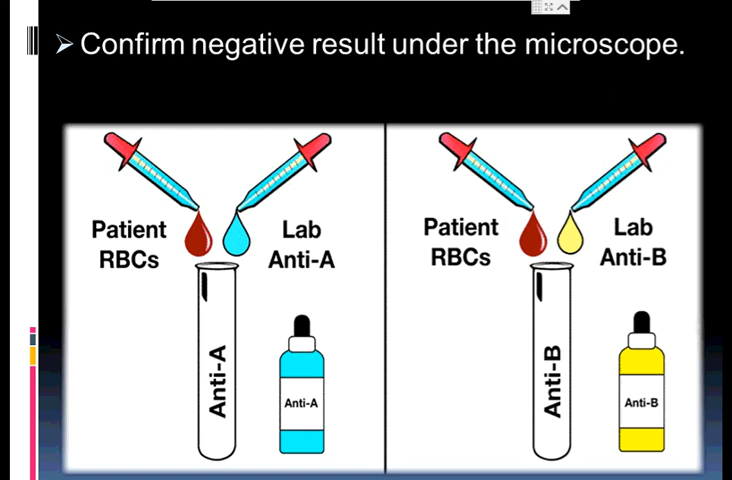 ➢ Confirm negative result under the microscope.
Patient
RBCs
Lab
Anti-A
Anti-A
Anti-A
Patient
RBCs
Lab
Anti-B
Anti-B
Anti-B